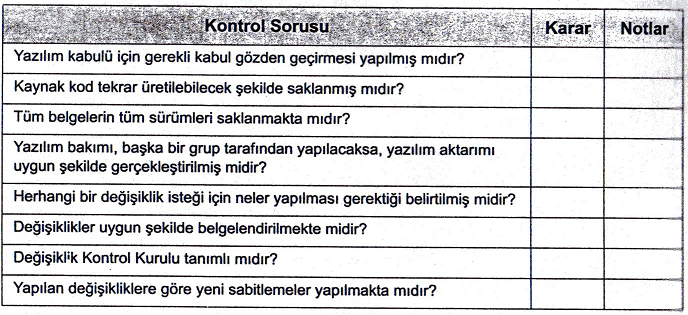 Kontrol Sorusu Karar Notlar
Yazılım kabulü için gerekli kabul gözden geçirmesi yapılmış mıdır?
Kaynak kod tekrar üretilebilecek şekilde saklanmış mıdır?
Tüm belgelerin tüm sürümleri saklanmakta mıdır?
Yazılım bakımı, başka bir grup tarafından yapılacaksa, yazılım aktarımı
uygun şekilde gerçekleştirilmiş midir?
Herhangi bir değişiklik isteği için neler yapılması gerektiği belirtilmiş midir?
Değişiklikler uygun şekilde belgelendirilmekte midir?
Değişiklik Kontrol Kurulu tanımlı mıdır?
Yapılan değişikliklere göre yeni sabitlemeler yapılmakta mıdır?